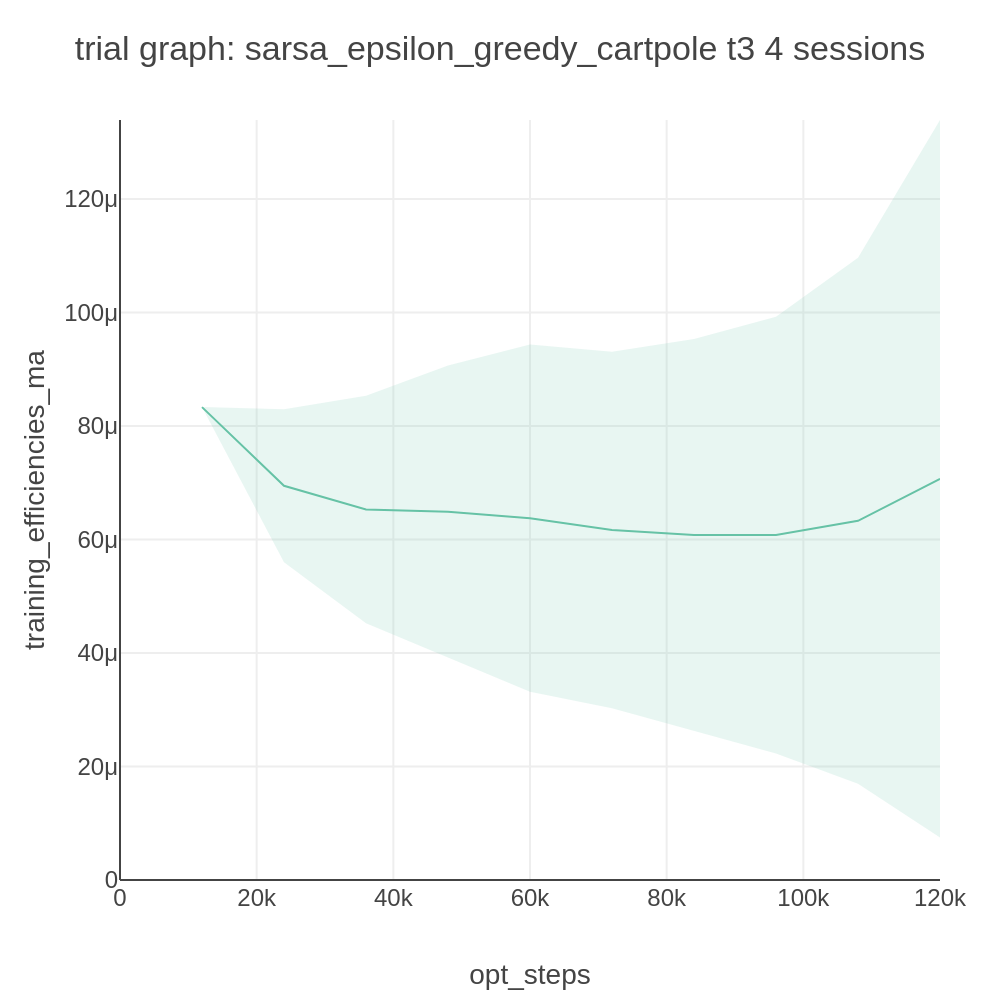 trial graph: sarsa_epsilon_greedy_cartpole t3 4 sessions
training_efficiencies_ma
120μ
100μ
80μ
60μ
40μ
20μ
0
0 20k 40k 60k 80k 100k 120k
opt_steps